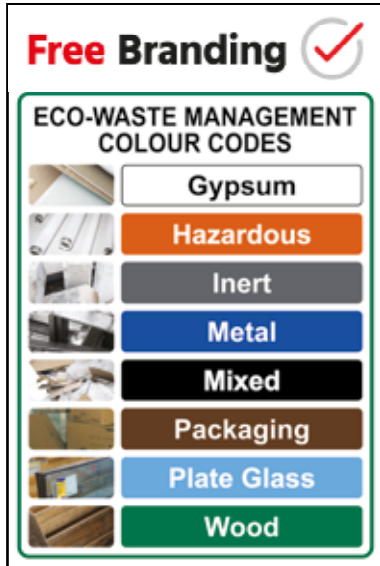 Free Branding
ECO-WASTE MANAGEMENT
COLOUR CODES
Gypsum
Hazardous
Inert
Metal
Mixed
Packaging
Plate Glass
Wood